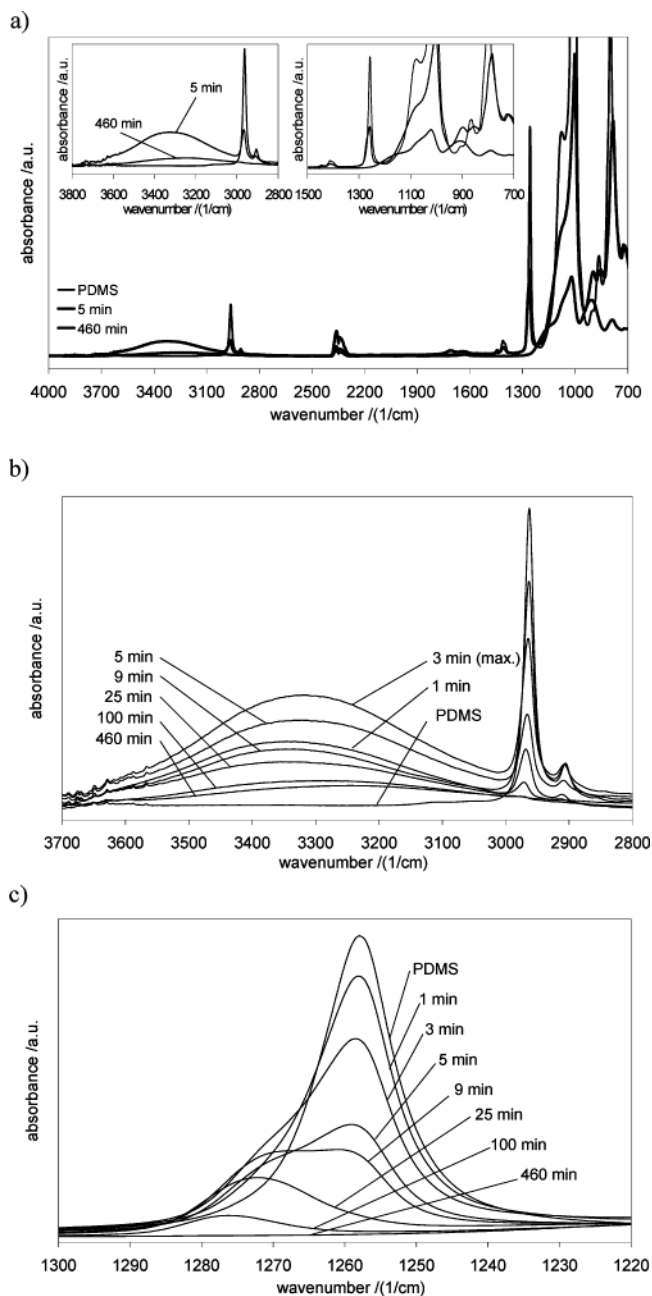 a)
absorbance /a.u.
5 min
460 min
3800 3600 3400 3200 3000 2800
wavenumber /(1/cm)
absorbance /a.u.
1500 1300 1100 900 700
wavenumber /(1/cm)
absorbance /a.u.
PDMS
5 min
460 min
4000 3700 3400 3100 2800 2500 2200 1900 1600 1300 1000 700
wavenumber /(1/cm)
b)
absorbance /a.u.
5 min
9 min
25 min
100 min
460 min
3 min (max.)
1 min
PDMS
3700 3600 3500 3400 3300 3200 3100 3000 2900 2800
wavenumber /(1/cm)
c)
absorbance /a.u.
PDMS
1 min
3 min
5 min
9 min
25 min
100 min
460 min
1300 1290 1280 1270 1260 1250 1240 1230 1220
wavenumber /(1/cm)